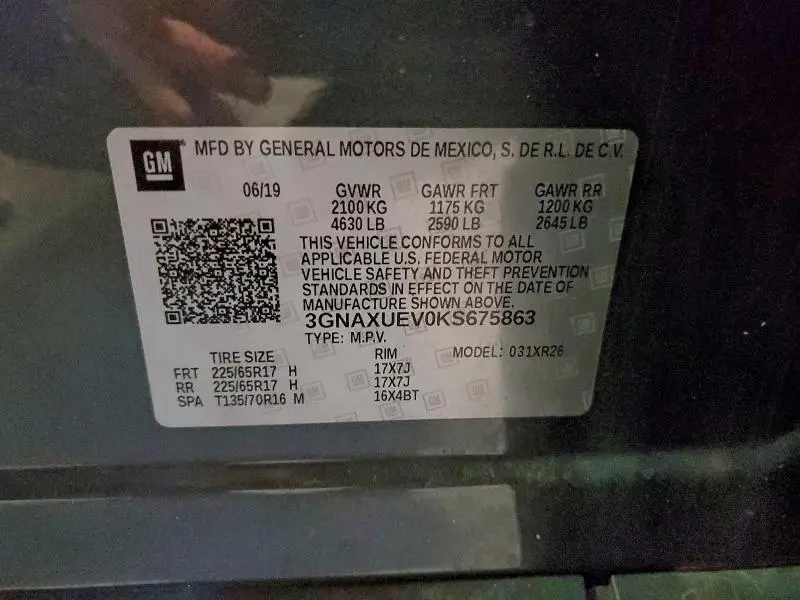 GM
MFD BY GENERAL MOTORS DE MEXICO, S. DE R.L. DE C.V.
06/19 GVWR GAWR FRT GAWR RR
2100 KG 1175 KG 1200 KG
4630 LB 2590 LB 2645 LB
THIS VEHICLE CONFORMS TO ALL
APPLICABLE U.S. FEDERAL MOTOR
VEHICLE SAFETY AND THEFT PREVENTION
STANDARDS IN EFFECT ON THE DATE OF
MANUFACTURE SHOWN ABOVE.
3GNAXUEV0KS675863
TYPE: M.P.V.
TIRE SIZE RIM MODEL: 031XR26
FRT 225/65R17 H 17X7J
RR 225/65R17 H 17X7J
SPA T135/70R16 M 16X4BT